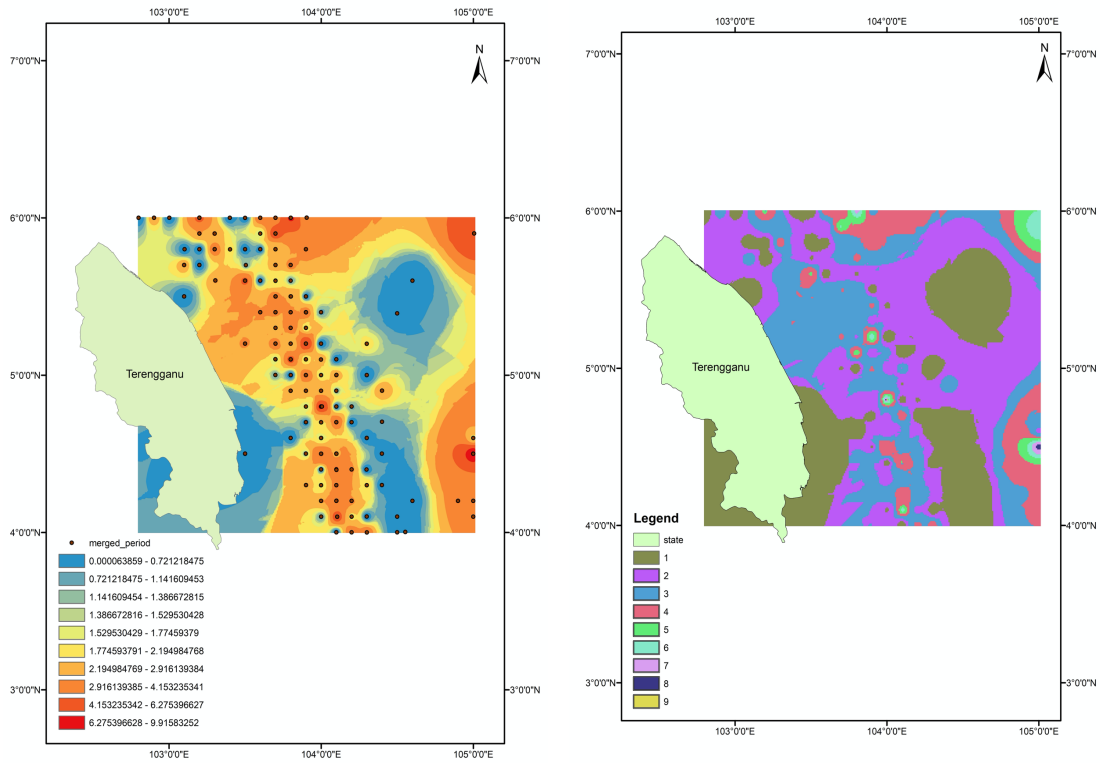 103°0'0"E 104°0'0"E 105°0'0"E
7°0'0"N 7°0'0"N
N
6°0'0"N 6°0'0"N
Terengganu
5°0'0"N 5°0'0"N
4°0'0"N 4°0'0"N
merged_period
0.000063859 - 0.721218475
0.721218475 - 1.141609453
1.141609454 - 1.386672815
1.386672816 - 1.529530428
1.529530429 - 1.77459379
1.774593791 - 2.194984768
2.194984769 - 2.916139384
2.916139385 - 4.153235341
4.153235342 - 6.275396627
6.275396628 - 9.91583252
3°0'0"N 3°0'0"N
103°0'0"E 104°0'0"E 105°0'0"E
103°0'0"E 104°0'0"E 105°0'0"E
7°0'0"N 7°0'0"N
N
6°0'0"N 6°0'0"N
Terengganu
5°0'0"N 5°0'0"N
4°0'0"N 4°0'0"N
Legend
state
1
2
3
4
5
6
7
8
9
3°0'0"N 3°0'0"N
103°0'0"E 104°0'0"E 105°0'0"E